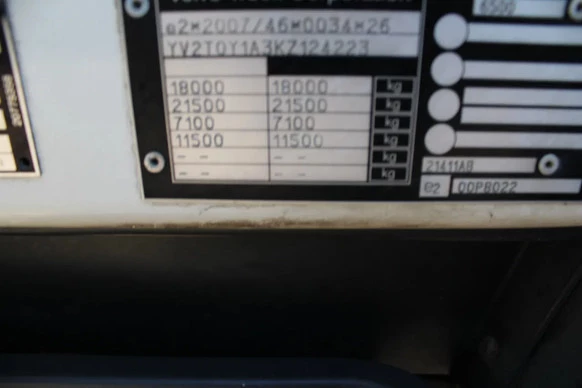 6500
e2*2007/46*0034*26
YV2T0Y1A3KZ124223
18000 18000 kg
21500 21500 kg
7100 7100 kg
11500 11500 kg
- - - - kg
- - - - kg
21411A8
e2 00PB022